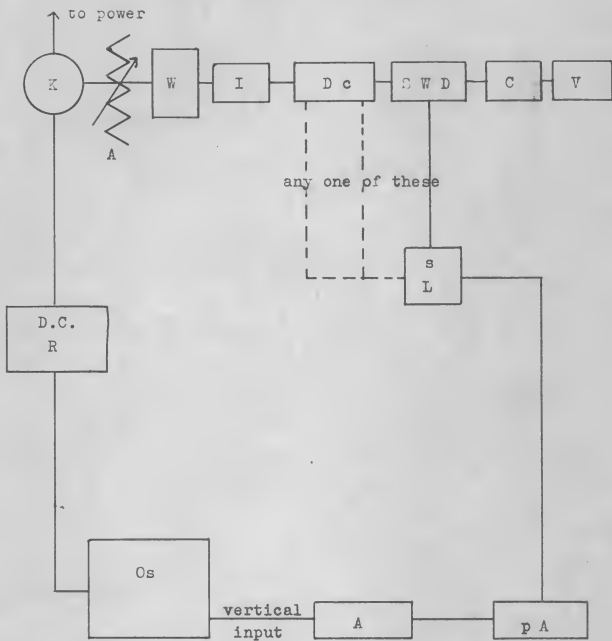 to power
K
A
W
I
D c
S W D
C
V
any one of these
s
L
D.C.
R
Os
vertical
input
A
p A